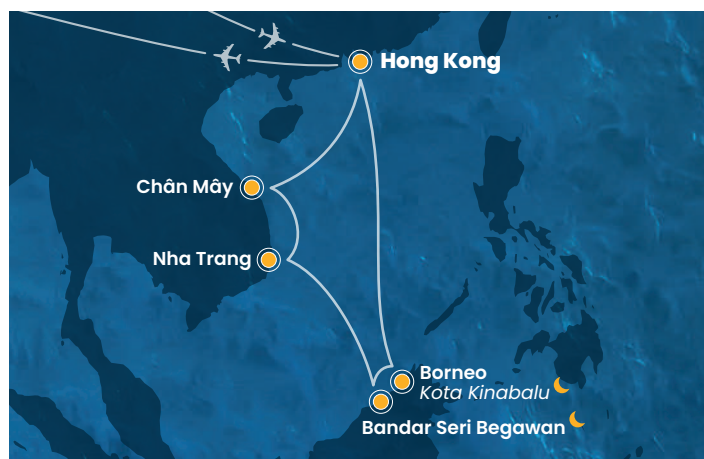 Hong Kong
Chân Mây
Nha Trang
Borneo
Kota Kinabalu
Bandar Seri Begawan